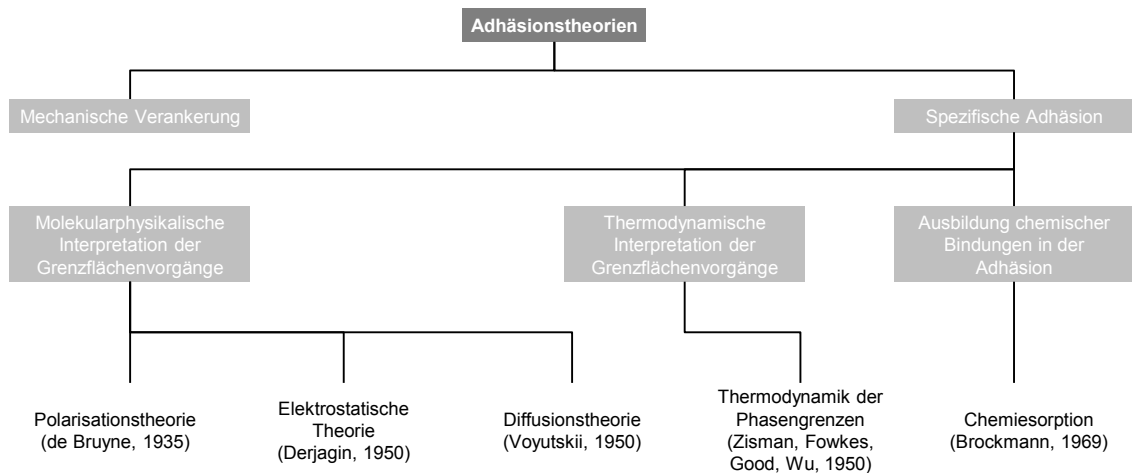 Adhäsionstheorien
Mechanische Verankerung
Spezifische Adhäsion
Molekularphysikalische
Interpretation der
Grenzflächenvorgänge
Thermodynamische
Interpretation der
Grenzflächenvorgänge
Ausbildung chemischer
Bindungen in der
Adhäsion
Polarisationstheorie
(de Bruyne, 1935)
Elektrostatische
Theorie
(Derjagin, 1950)
Diffusionstheorie
(Voyutskii, 1950)
Thermodynamik der
Phasengrenzen
(Zisman, Fowkes,
Good, Wu, 1950)
Chemiesorption
(Brockmann, 1969)